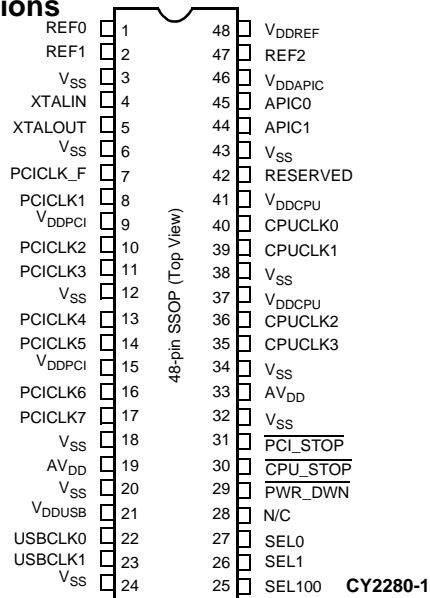 ions
REF0 1 48 VDDREF
REF1 2 47 REF2
VSS 3 46 VDDAPIC
XTALIN 4 45 APIC0
XTALOUT 5 44 APIC1
VSS 6 43 VSS
PCICLK_F 7 42 RESERVED
PCICLK1 8 41 VDDCPU
VDDPCI 9 40 CPUCLK0
PCICLK2 10 39 CPUCLK1
PCICLK3 11 38 VSS
VSS 12 37 VDDCPU
PCICLK4 13 36 CPUCLK2
PCICLK5 14 35 CPUCLK3
VDDPCI 15 34 VSS
PCICLK6 16 33 AVDD
PCICLK7 17 32 VSS
VSS 18 31 PCI_STOP
AVDD 19 30 CPU_STOP
VSS 20 29 PWR_DWN
VDDUSB 21 28 N/C
USBCLK0 22 27 SEL0
USBCLK1 23 26 SEL1
VSS 24 25 SEL100 CY2280-1
48-pin SSOP (Top View)